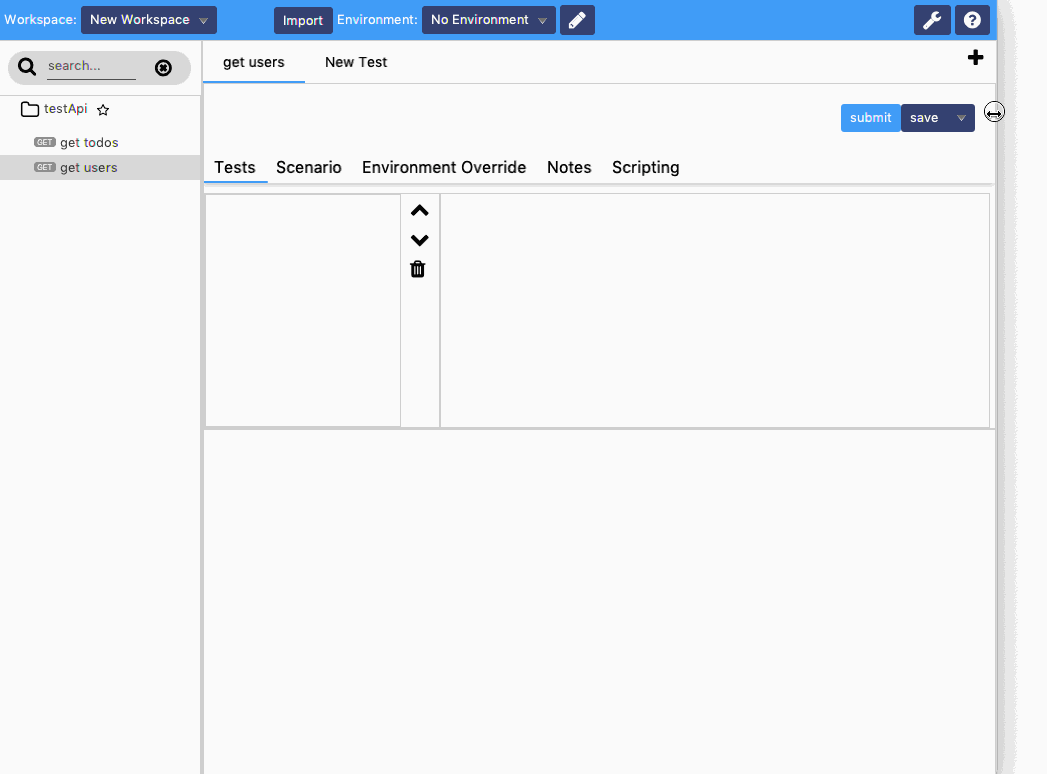 Workspace: New Workspace Import Environment: No Environment
search...
get users New Test
testApi
submit save
GET get todos
GET get users
Tests Scenario Environment Override Notes Scripting